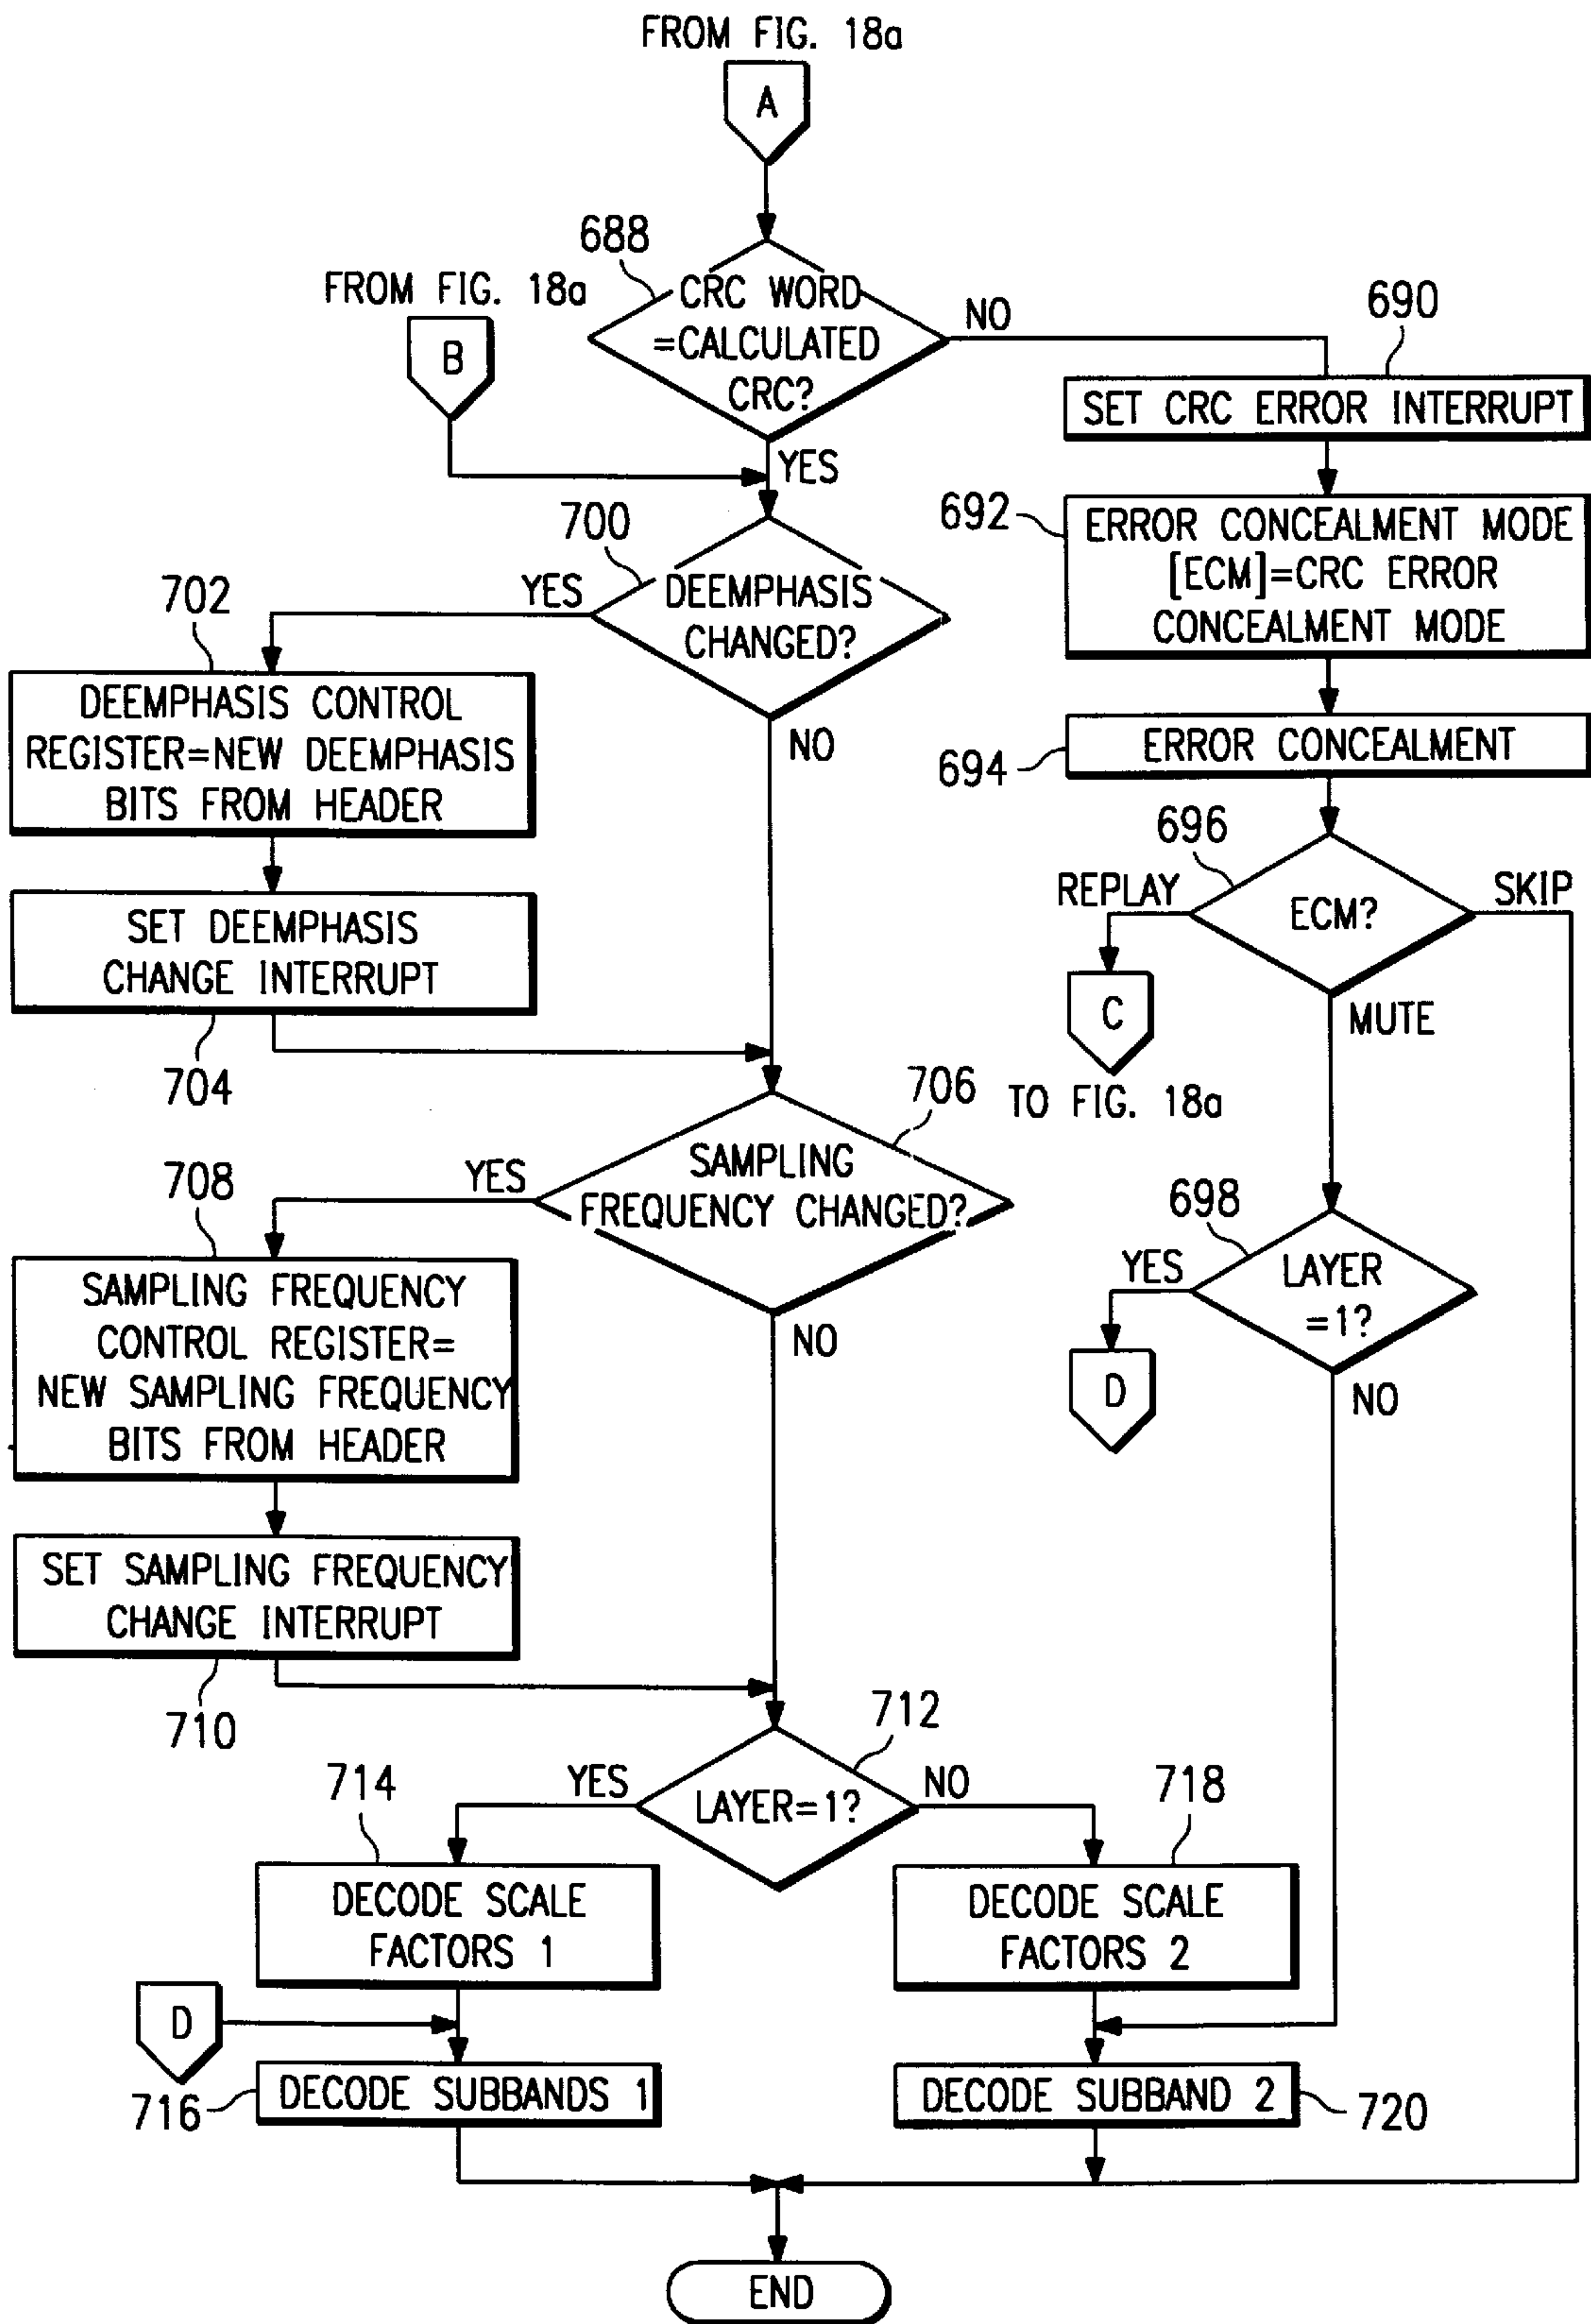 FROM FIG. 18a
A
688
FROM FIG. 18a
B
CRC WORD
=CALCULATED
CRC?
NO
690
SET CRC ERROR INTERRUPT
YES
700
DEEMPHASIS
CHANGED?
YES
NO
702
DEEMPHASIS CONTROL
REGISTER=NEW DEEMPHASIS
BITS FROM HEADER
SET DEEMPHASIS
CHANGE INTERRUPT
704
692
ERROR CONCEALMENT MODE
[ECM]=CRC ERROR
CONCEALMENT MODE
694
ERROR CONCEALMENT
696
REPLAY
ECM?
SKIP
C
MUTE
TO FIG. 18a
706
SAMPLING
FREQUENCY CHANGED?
YES
NO
708
SAMPLING FREQUENCY
CONTROL REGISTER=
NEW SAMPLING FREQUENCY
BITS FROM HEADER
SET SAMPLING FREQUENCY
CHANGE INTERRUPT
710
698
YES
LAYER
=1?
D
NO
712
YES
LAYER=1?
NO
714
DECODE SCALE
FACTORS 1
718
DECODE SCALE
FACTORS 2
D
716
DECODE SUBBANDS 1
DECODE SUBBAND 2
720
END